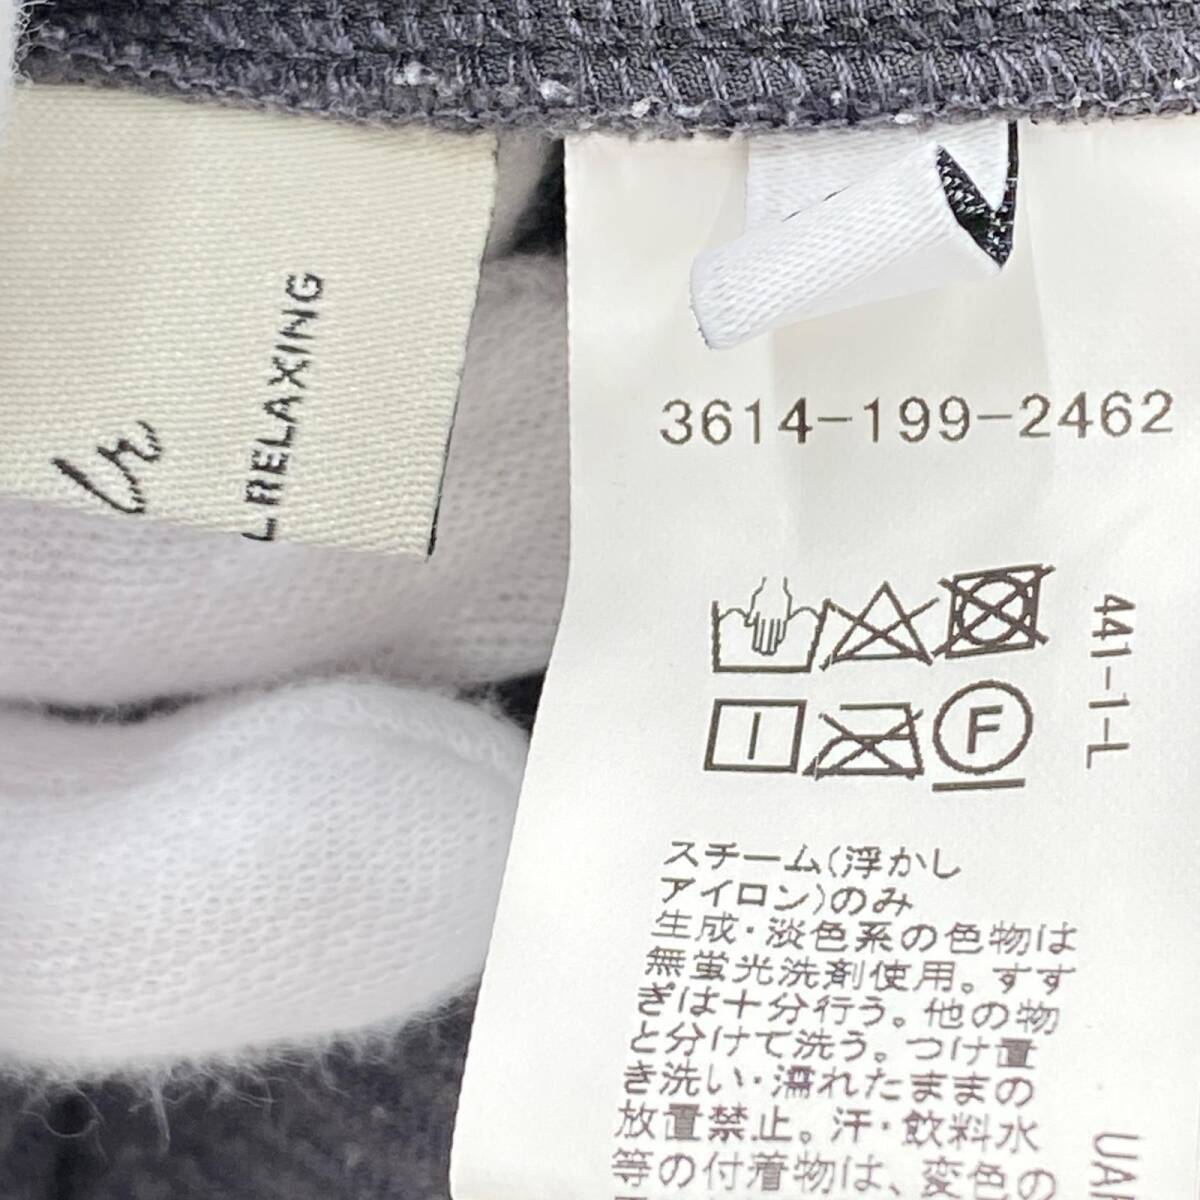 lr
LRELAXING
3614-199-2462
441-1-L
F
スチーム(浮かし
アイロン)のみ
生成・淡色系の色物は
無蛍光洗剤使用。すす
ぎは十分行う。他の物
と分けて洗う。つけ置
き洗い・濡れたままの
放置禁止。汗・飲料水
等の付着物は、変色の
UA